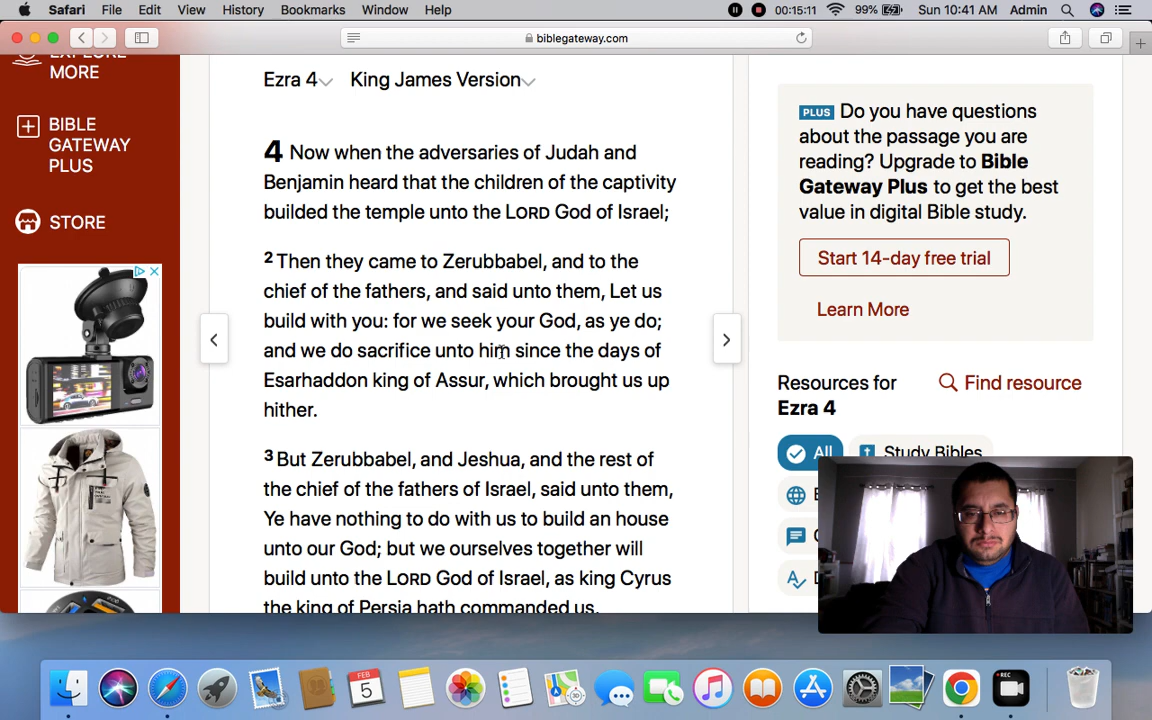 Safari File Edit View History Bookmarks Window Help 00:15:11 99% Sun 10:41 AM Admin
biblegateway.com
EXPLORE
MORE
BIBLE
GATEWAY
PLUS
STORE
Ezra 4 King James Version
4 Now when the adversaries of Judah and
Benjamin heard that the children of the captivity
builded the temple unto the LORD God of Israel;
2 Then they came to Zerubbabel, and to the
chief of the fathers, and said unto them, Let us
build with you: for we seek your God, as ye do;
and we do sacrifice unto him since the days of
Esarhaddon king of Assur, which brought us up
hither.
3 But Zerubbabel, and Jeshua, and the rest of
the chief of the fathers of Israel, said unto them,
Ye have nothing to do with us to build an house
unto our God; but we ourselves together will
build unto the LORD God of Israel, as king Cyrus
the king of Persia hath commanded us.
PLUS Do you have questions
about the passage you are
reading? Upgrade to Bible
Gateway Plus to get the best
value in digital Bible study.
Start 14-day free trial
Learn More
Resources for
Ezra 4
Find resource
All Study Bibles
FEB
5
REC